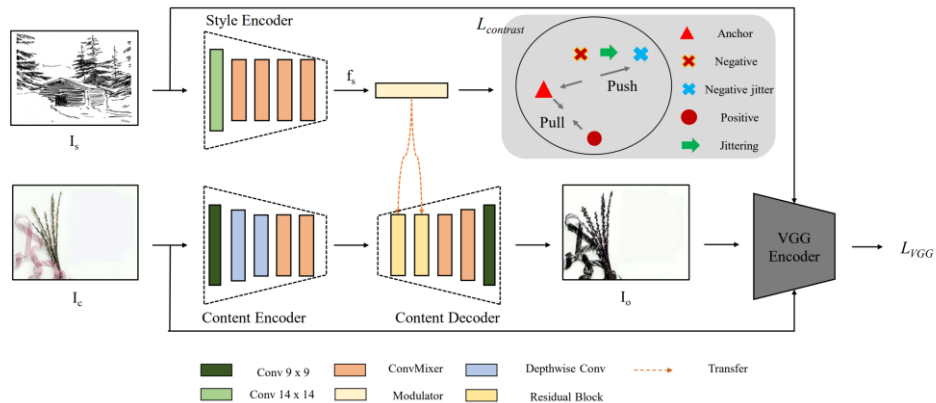 Style Encoder
I_s
f_s
L_contrast
Push
Pull
Anchor
Negative
Negative jitter
Positive
Jittering
I_c
Content Encoder
Content Decoder
I_o
VGG
Encoder
L_VGG
Conv 9 x 9
ConvMixer
Depthwise Conv
Transfer
Conv 14 x 14
Modulator
Residual Block